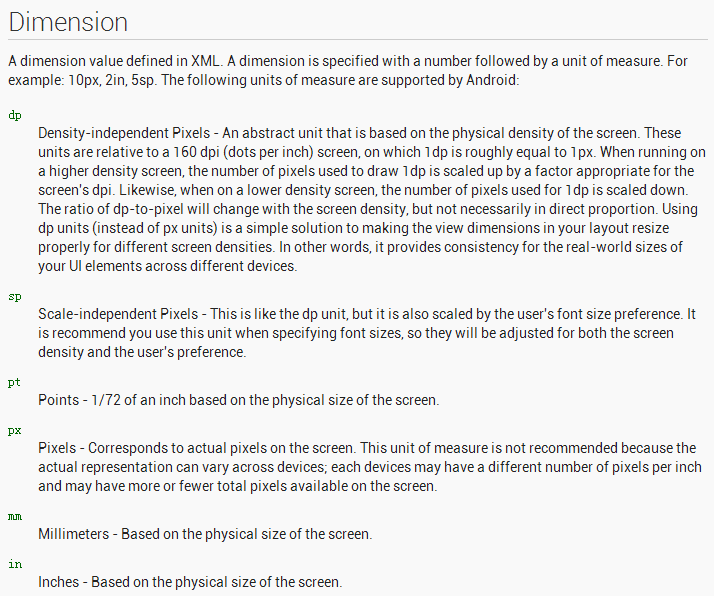 Dimension
A dimension value defined in XML. A dimension is specified with a number followed by a unit of measure. For
example: 10px, 2in, 5sp. The following units of measure are supported by Android:
dp
Density-independent Pixels - An abstract unit that is based on the physical density of the screen. These
units are relative to a 160 dpi (dots per inch) screen, on which 1dp is roughly equal to 1px. When running on
a higher density screen, the number of pixels used to draw 1dp is scaled up by a factor appropriate for the
screen's dpi. Likewise, when on a lower density screen, the number of pixels used for 1dp is scaled down.
The ratio of dp-to-pixel will change with the screen density, but not necessarily in direct proportion. Using
dp units (instead of px units) is a simple solution to making the view dimensions in your layout resize
properly for different screen densities. In other words, it provides consistency for the real-world sizes of
your UI elements across different devices.
sp
Scale-independent Pixels - This is like the dp unit, but it is also scaled by the user's font size preference. It
is recommend you use this unit when specifying font sizes, so they will be adjusted for both the screen
density and the user's preference.
pt
Points - 1/72 of an inch based on the physical size of the screen.
px
Pixels - Corresponds to actual pixels on the screen. This unit of measure is not recommended because the
actual representation can vary across devices; each devices may have a different number of pixels per inch
and may have more or fewer total pixels available on the screen.
mm
Millimeters - Based on the physical size of the screen.
in
Inches - Based on the physical size of the screen.